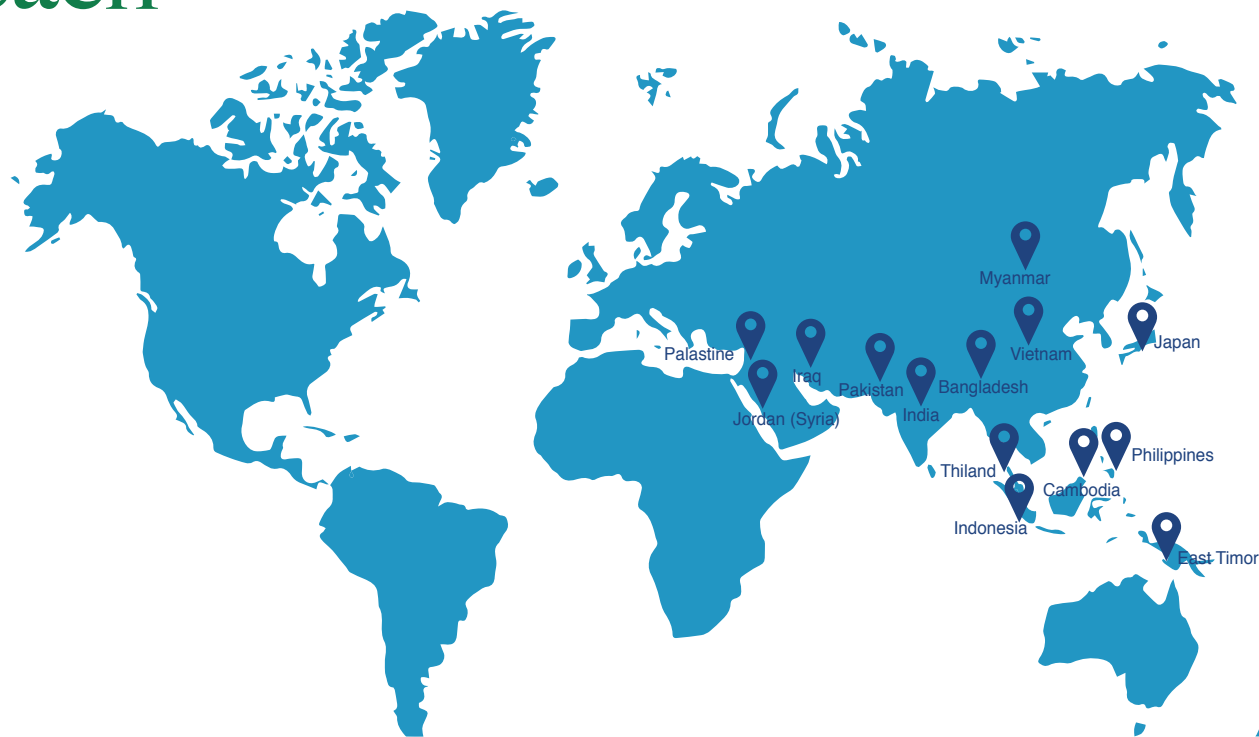 Myanmar
Japan
Palastine
Vietnam
Iraq
Pakistan
Bangladesh
India
Jordan (Syria)
Philippines
Thiland
Cambodia
Indonesia
East Timor